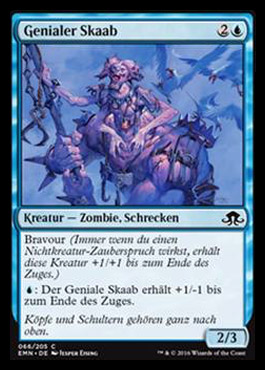 Genialer Skaab 2
Kreatur — Zombie, Schrecken
Bravour (Immer wenn du einen
Nichtkreatur-Zauberspruch wirkst, erhält
diese Kreatur +1/+1 bis zum Ende des
Zuges.)
: Der Geniale Skaab erhält +1/-1 bis
zum Ende des Zuges.
Köpfe und Schultern gehören ganz nach
oben.
2/3
066/205 C
EMN • DE Jesper Ejsing ™ & © 2016 Wizards of the Coast